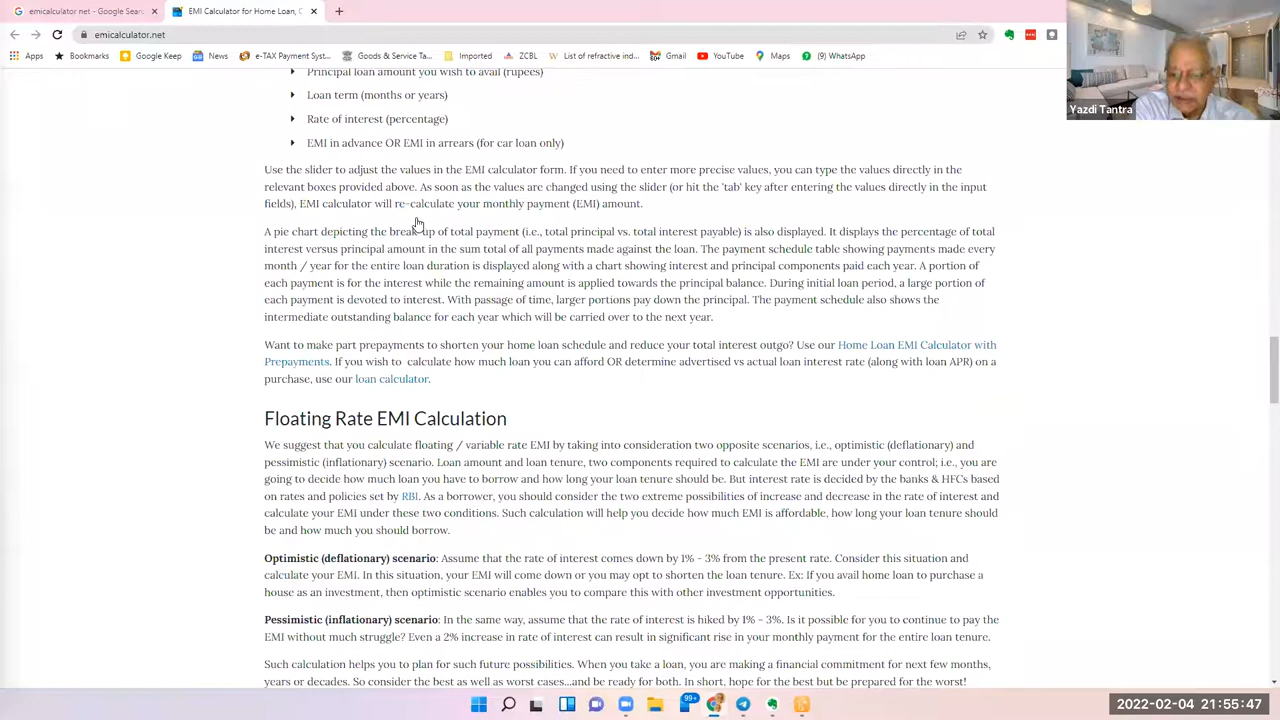 emicalculator net - Google Sear
EMI Calculator for Home Loan, C
emicalculator.net
Apps
Bookmarks
Google Keep
News
e-TAX Payment Syst...
Goods & Service Ta...
Imported
ZCBL
List of refractive ind...
Gmail
YouTube
Maps
(9) WhatsApp
Yazdi Tantra
Principal loan amount you wish to avail (rupees)
Loan term (months or years)
Rate of interest (percentage)
EMI in advance OR EMI in arrears (for car loan only)
Use the slider to adjust the values in the EMI calculator form. If you need to enter more precise values, you can type the values directly in the
relevant boxes provided above. As soon as the values are changed using the slider (or hit the 'tab' key after entering the values directly in the input
fields), EMI calculator will re-calculate your monthly payment (EMI) amount.
A pie chart depicting the break-up of total payment (i.e., total principal vs. total interest payable) is also displayed. It displays the percentage of total
interest versus principal amount in the sum total of all payments made against the loan. The payment schedule table showing payments made every
month / year for the entire loan duration is displayed along with a chart showing interest and principal components paid each year. A portion of
each payment is for the interest while the remaining amount is applied towards the principal balance. During initial loan period, a large portion of
each payment is devoted to interest. With passage of time, larger portions pay down the principal. The payment schedule also shows the
intermediate outstanding balance for each year which will be carried over to the next year.
Want to make part prepayments to shorten your home loan schedule and reduce your total interest outgo? Use our Home Loan EMI Calculator with
Prepayments. If you wish to calculate how much loan you can afford OR determine advertised vs actual loan interest rate (along with loan APR) on a
purchase, use our loan calculator.
Floating Rate EMI Calculation
We suggest that you calculate floating / variable rate EMI by taking into consideration two opposite scenarios, i.e., optimistic (deflationary) and
pessimistic (inflationary) scenario. Loan amount and loan tenure, two components required to calculate the EMI are under your control; i.e., you are
going to decide how much loan you have to borrow and how long your loan tenure should be. But interest rate is decided by the banks & HFCs based
on rates and policies set by RBI. As a borrower, you should consider the two extreme possibilities of increase and decrease in the rate of interest and
calculate your EMI under these two conditions. Such calculation will help you decide how much EMI is affordable, how long your loan tenure should
be and how much you should borrow.
Optimistic (deflationary) scenario: Assume that the rate of interest comes down by 1% - 3% from the present rate. Consider this situation and
calculate your EMI. In this situation, your EMI will come down or you may opt to shorten the loan tenure. Ex: If you avail home loan to purchase a
house as an investment, then optimistic scenario enables you to compare this with other investment opportunities.
Pessimistic (inflationary) scenario: In the same way, assume that the rate of interest is hiked by 1% - 3%. Is it possible for you to continue to pay the
EMI without much struggle? Even a 2% increase in rate of interest can result in significant rise in your monthly payment for the entire loan tenure.
Such calculation helps you to plan for such future possibilities. When you take a loan, you are making a financial commitment for next few months,
years or decades. So consider the best as well as worst cases...and be ready for both. In short, hope for the best but be prepared for the worst!
99+
2022-02-04 21:55:47